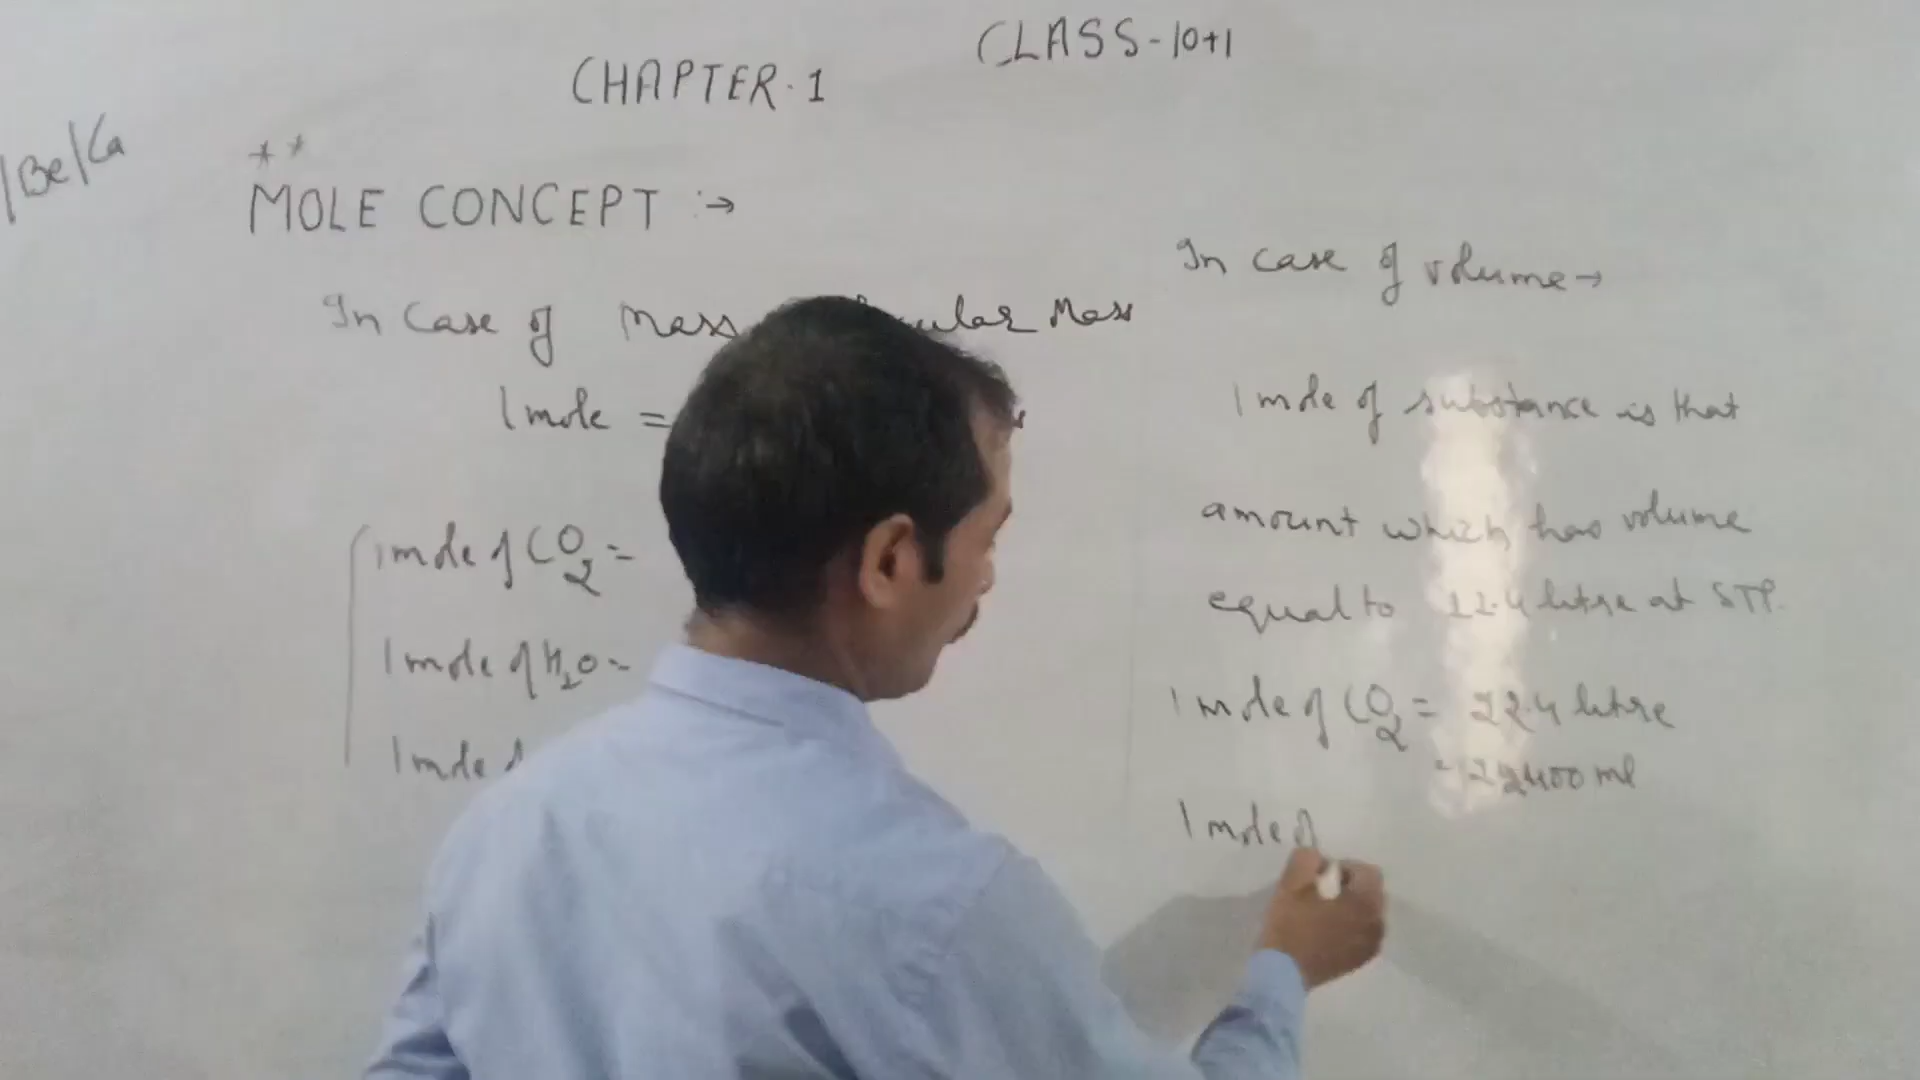 CLASS-10+1
CHAPTER.1
|Be|Ca
**
MOLE CONCEPT :→
In Case of Mass Mass
1 mole =
1 mole of CO2 =
1 mole of H2O =
1 mole
In case of volume→
1 mole of substance is that
amount which has volume
equal to 22.4 litre at STP.
1 mole of CO2 = 22.4 litre
= 22400 ml
1 mole of